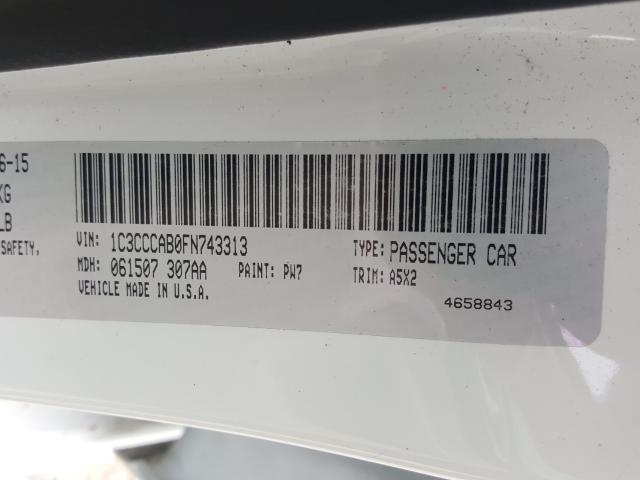 6-15
KG
LB
SAFETY,
VIN: 1C3CCCAB0FN743313
TYPE: PASSENGER CAR
MDH: 061507 307AA PAINT: PW7
TRIM: A5X2
VEHICLE MADE IN U.S.A.
4658843